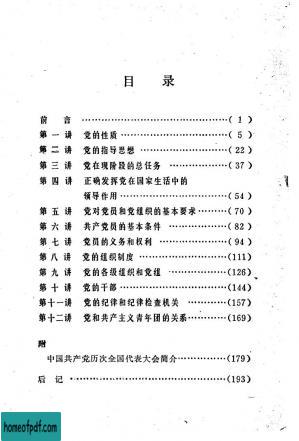 目 录
前 言 ……………………………(1)
第一讲 党的性质 ……………………………(5)
第二讲 党的指导思想 ……………………………(22)
第三讲 党在现阶段的总任务 ……………………………(37)
第四讲 正确发挥党在国家生活中的
领导作用 ……………………………(54)
第五讲 党对党员和党组织的基本要求 ……………(70)
第六讲 共产党员的基本条件 ……………………………(82)
第七讲 党员的义务和权利 ……………………………(94)
第八讲 党的组织制度 ……………………………(111)
第九讲 党的各级组织和党组 ……………………………(126)
第十讲 党的干部 ……………………………(144)
第十一讲 党的纪律和纪律检查机关 ……………(157)
第十二讲 党和共产主义青年团的关系 ……………(169)
附
中国共产党历次全国代表大会简介 ……………(179)
后 记 ……………………………(193)
homeofpdf.com
homeofpdf.com